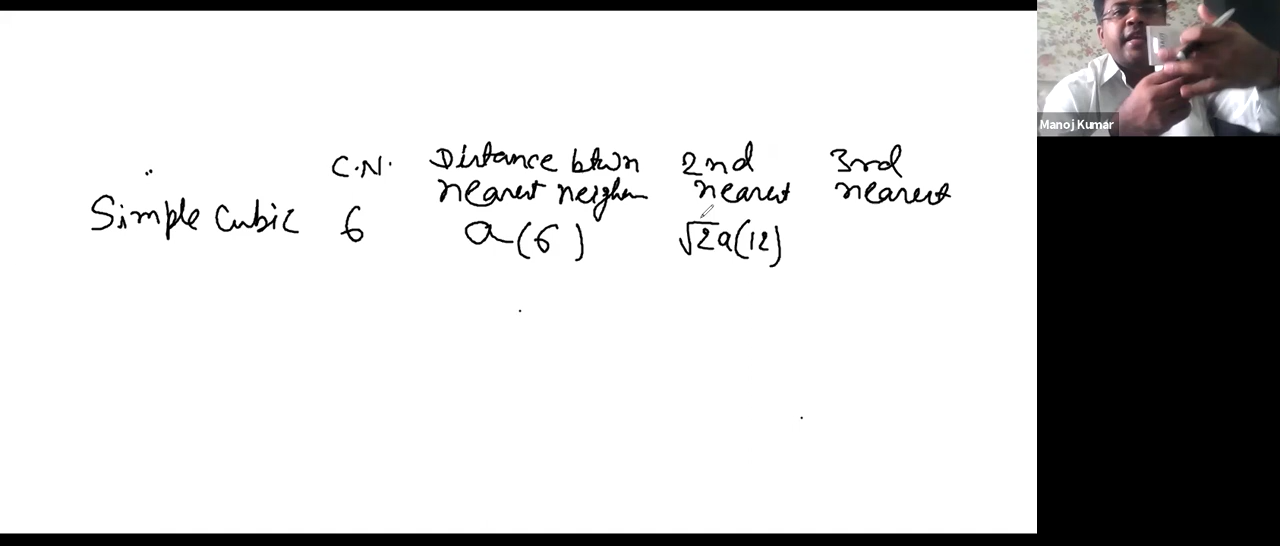 C.N. Distance btwn 2nd 3rd
nearest neighbour nearest nearest
Simple Cubic 6 a(6) √2a(12)
Manoj Kumar